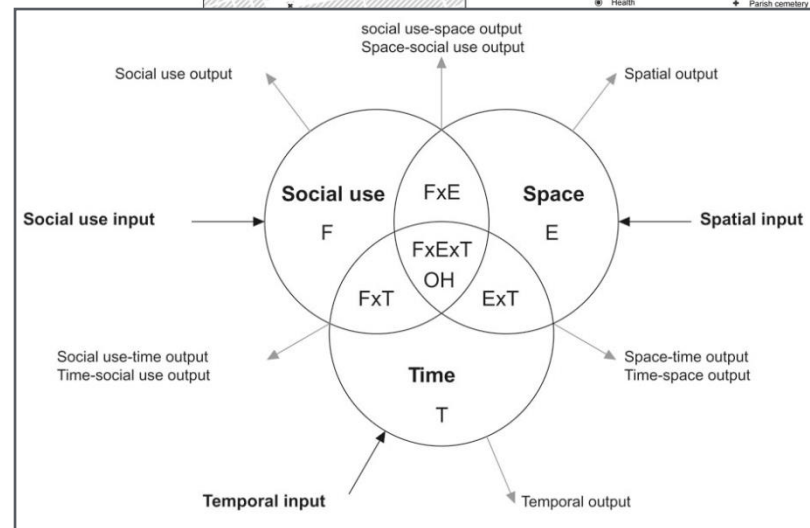 Health
Parish cemetery
social use-space output
Space-social use output
Social use output
Spatial output
Social use
Space
FxE
F
E
Social use input
Spatial input
FxExT
OH
FxT
ExT
Social use-time output
Time-social use output
Space-time output
Time-space output
Time
T
Temporal input
Temporal output